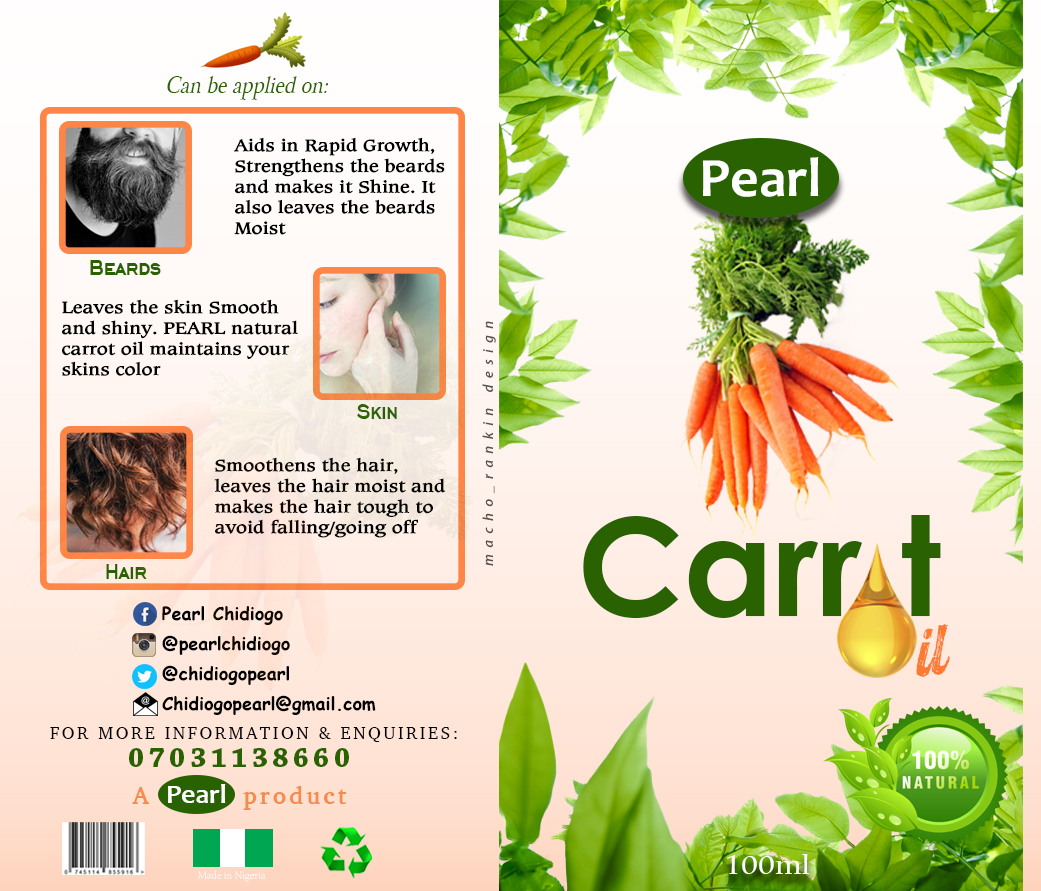 Can be applied on:
Aids in Rapid Growth,
Strengthens the beards
and makes it Shine. It
also leaves the beards
Moist
BEARDS
Leaves the skin Smooth
and shiny. PEARL natural
carrot oil maintains your
skins color
SKIN
Smoothens the hair,
leaves the hair moist and
makes the hair tough to
avoid falling/going off
HAIR
Pearl Chidiogo
@pearlchidiogo
@chidiogopearl
Chidiogopearl@gmail.com
FOR MORE INFORMATION & ENQUIRIES:
07031138660
A Pearl product
0 745114 855916
Made in Nigeria
macho_rankin design
Pearl
Carrot
oil
100%
NATURAL
100ml